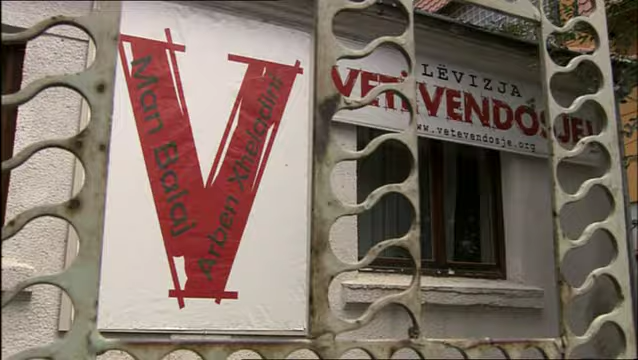 Mon Balaj
Arben Xheladini
LËVIZJA
VETËVENDOSJE!
www.vetevendosje.org